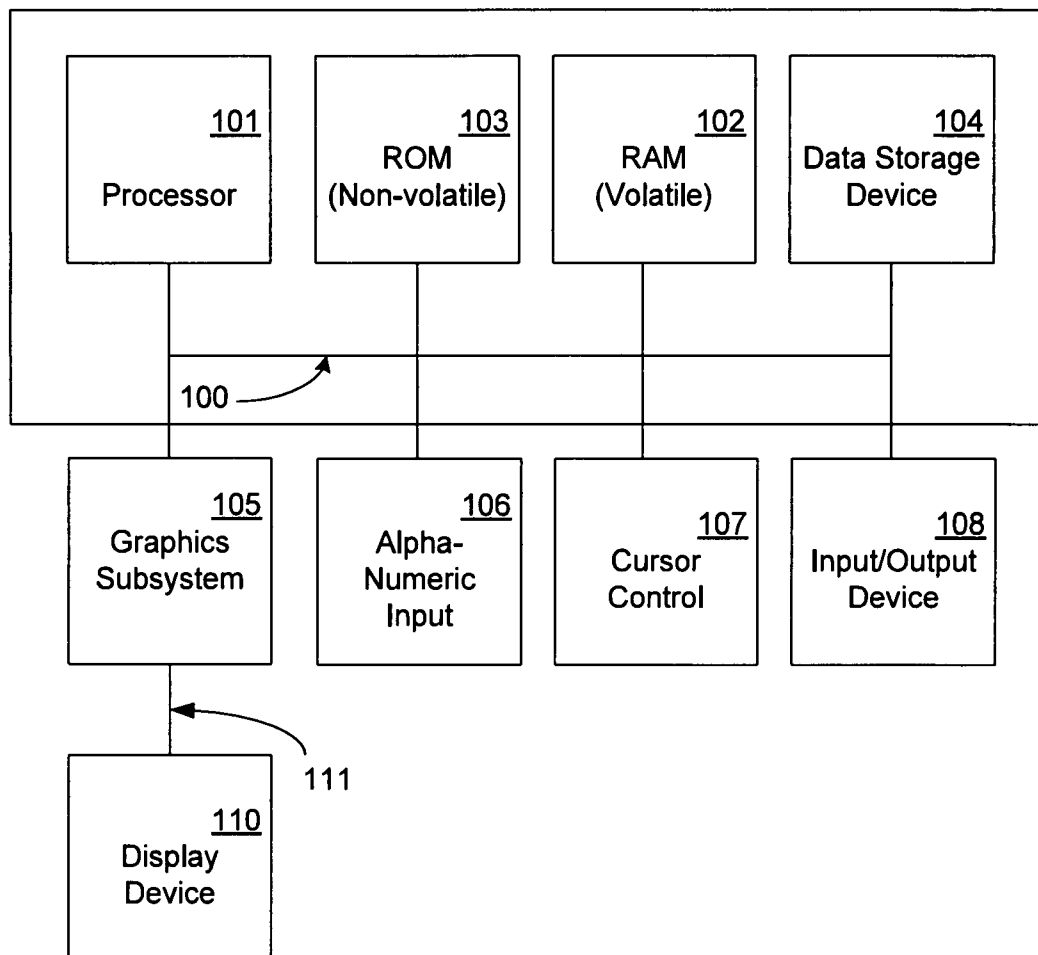 101
Processor
103
ROM
(Non-volatile)
102
RAM
(Volatile)
104
Data Storage
Device
100
105
Graphics
Subsystem
106
Alpha-
Numeric
Input
107
Cursor
Control
108
Input/Output
Device
111
110
Display
Device